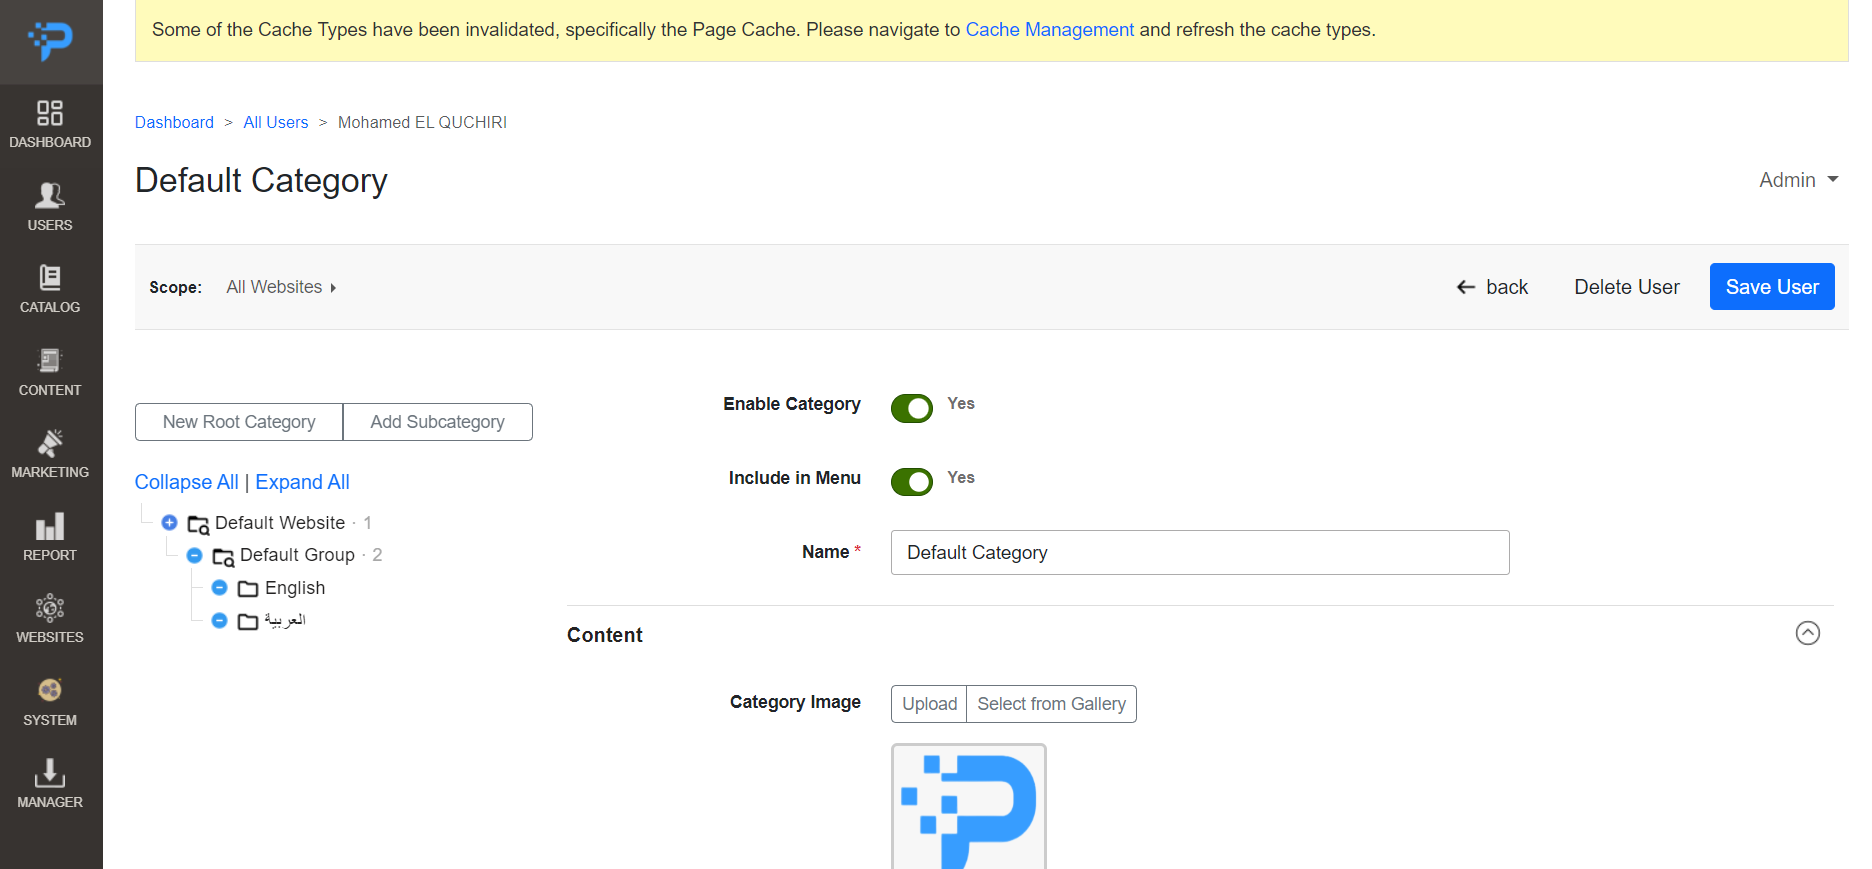 Some of the Cache Types have been invalidated, specifically the Page Cache. Please navigate to Cache Management and refresh the cache types.
Dashboard > All Users > Mohamed EL QUCHIRI
Default Category
Admin
Scope: All Websites
back
Delete User
Save User
DASHBOARD
USERS
CATALOG
CONTENT
MARKETING
REPORT
WEBSITES
SYSTEM
MANAGER
New Root Category
Add Subcategory
Collapse All | Expand All
Default Website · 1
Default Group · 2
English
العربية
Enable Category
Yes
Include in Menu
Yes
Name *
Default Category
Content
Category Image
Upload
Select from Gallery